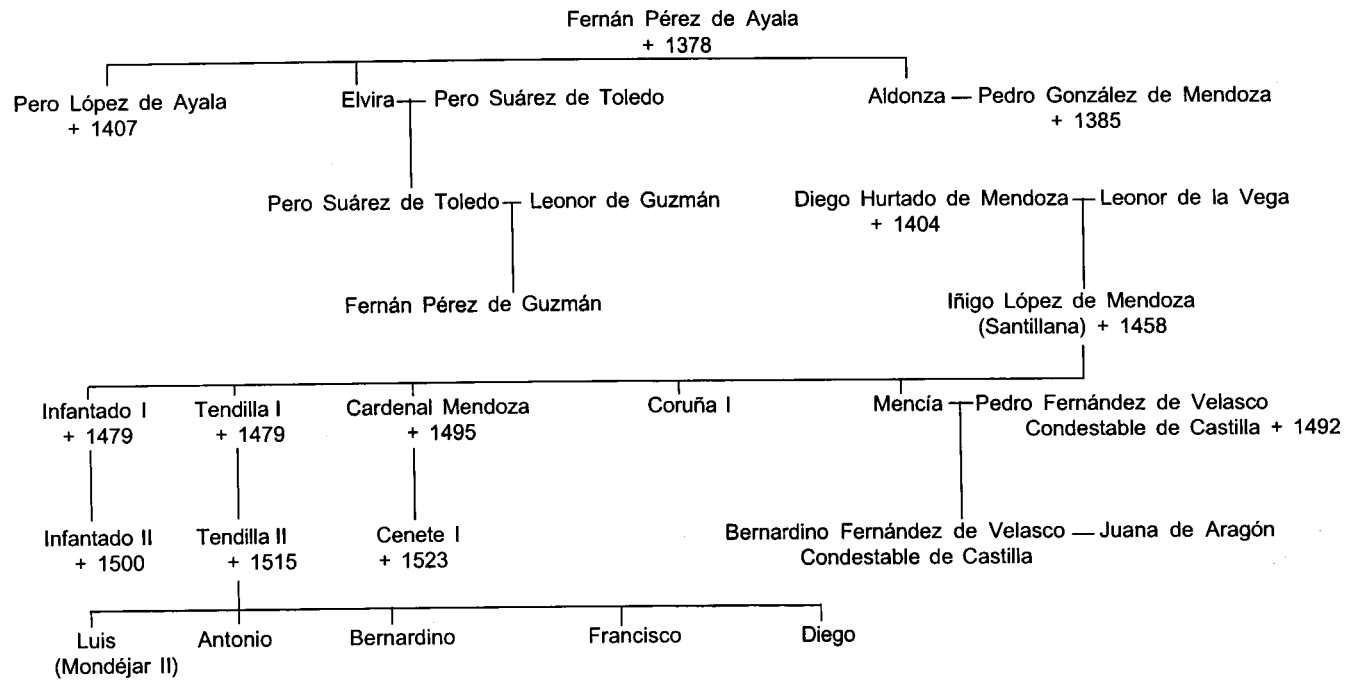 Fernán Pérez de Ayala
+ 1378
Pero López de Ayala
+ 1407
Elvira
Pero Suárez de Toledo
Aldonza — Pedro González de Mendoza
+ 1385
Pero Suárez de Toledo
Leonor de Guzmán
Diego Hurtado de Mendoza
+ 1404
Leonor de la Vega
Fernán Pérez de Guzmán
Iñigo López de Mendoza
(Santillana) + 1458
Infantado I
+ 1479
Tendilla I
+ 1479
Cardenal Mendoza
+ 1495
Coruña I
Mencía
Pedro Fernández de Velasco
Condestable de Castilla + 1492
Infantado II
+ 1500
Tendilla II
+ 1515
Cenete I
+ 1523
Bernardino Fernández de Velasco — Juana de Aragón
Condestable de Castilla
Luis
(Mondéjar II)
Antonio
Bernardino
Francisco
Diego